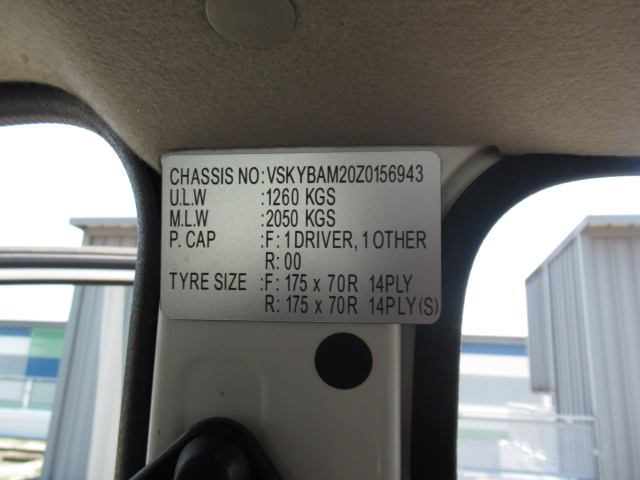 CHASSIS NO:VSKYBAM20Z0156943
U.L.W :1260 KGS
M.L.W :2050 KGS
P. CAP :F: 1 DRIVER, 1 OTHER
R: 00
TYRE SIZE :F: 175 x 70R 14PLY
R: 175 x 70R 14PLY(S)